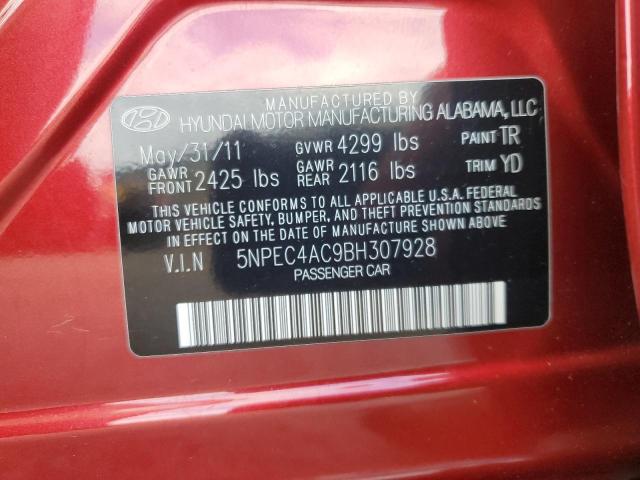 MANUFACTURED BY
HYUNDAI MOTOR MANUFACTURING ALABAMA, LLC
May/31/11 GVWR 4299 lbs PAINT TR
GAWR FRONT 2425 lbs GAWR REAR 2116 lbs TRIM YD
THIS VEHICLE CONFORMS TO ALL APPLICABLE U.S.A. FEDERAL
MOTOR VEHICLE SAFETY, BUMPER, AND THEFT PREVENTION
STANDARDS IN EFFECT ON THE DATE OF MANUFACTURE SHOWN
ABOVE.
V.I.N 5NPEC4AC9BH307928
PASSENGER CAR